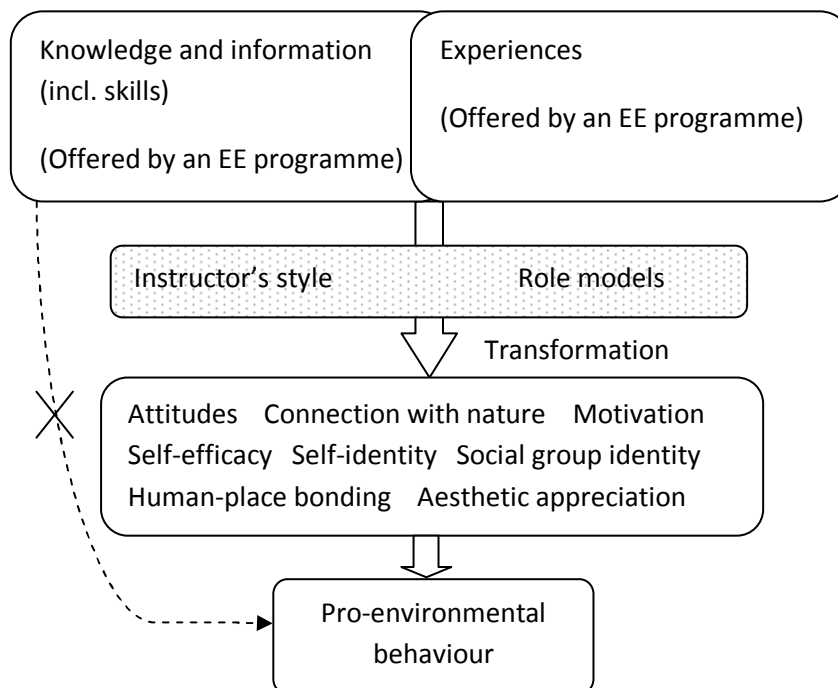 Knowledge and information
(incl. skills)
(Offered by an EE programme)
Experiences
(Offered by an EE programme)
Instructor’s style Role models
Transformation
Attitudes Connection with nature Motivation
Self-efficacy Self-identity Social group identity
Human-place bonding Aesthetic appreciation
Pro-environmental
behaviour